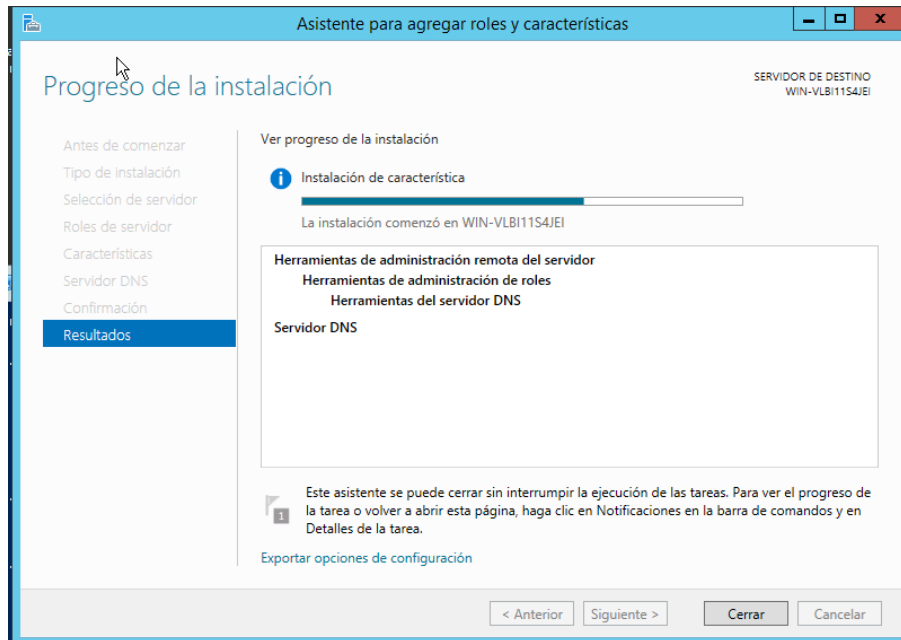 Asistente para agregar roles y características
Progreso de la instalación
SERVIDOR DE DESTINO
WIN-VLBI11S4JEI
Antes de comenzar
Tipo de instalación
Selección de servidor
Roles de servidor
Características
Servidor DNS
Confirmación
Resultados
Ver progreso de la instalación
Instalación de característica
La instalación comenzó en WIN-VLBI11S4JEI
Herramientas de administración remota del servidor
Herramientas de administración de roles
Herramientas del servidor DNS
Servidor DNS
1
Este asistente se puede cerrar sin interrumpir la ejecución de las tareas. Para ver el progreso de
la tarea o volver a abrir esta página, haga clic en Notificaciones en la barra de comandos y en
Detalles de la tarea.
Exportar opciones de configuración
< Anterior
Siguiente >
Cerrar
Cancelar